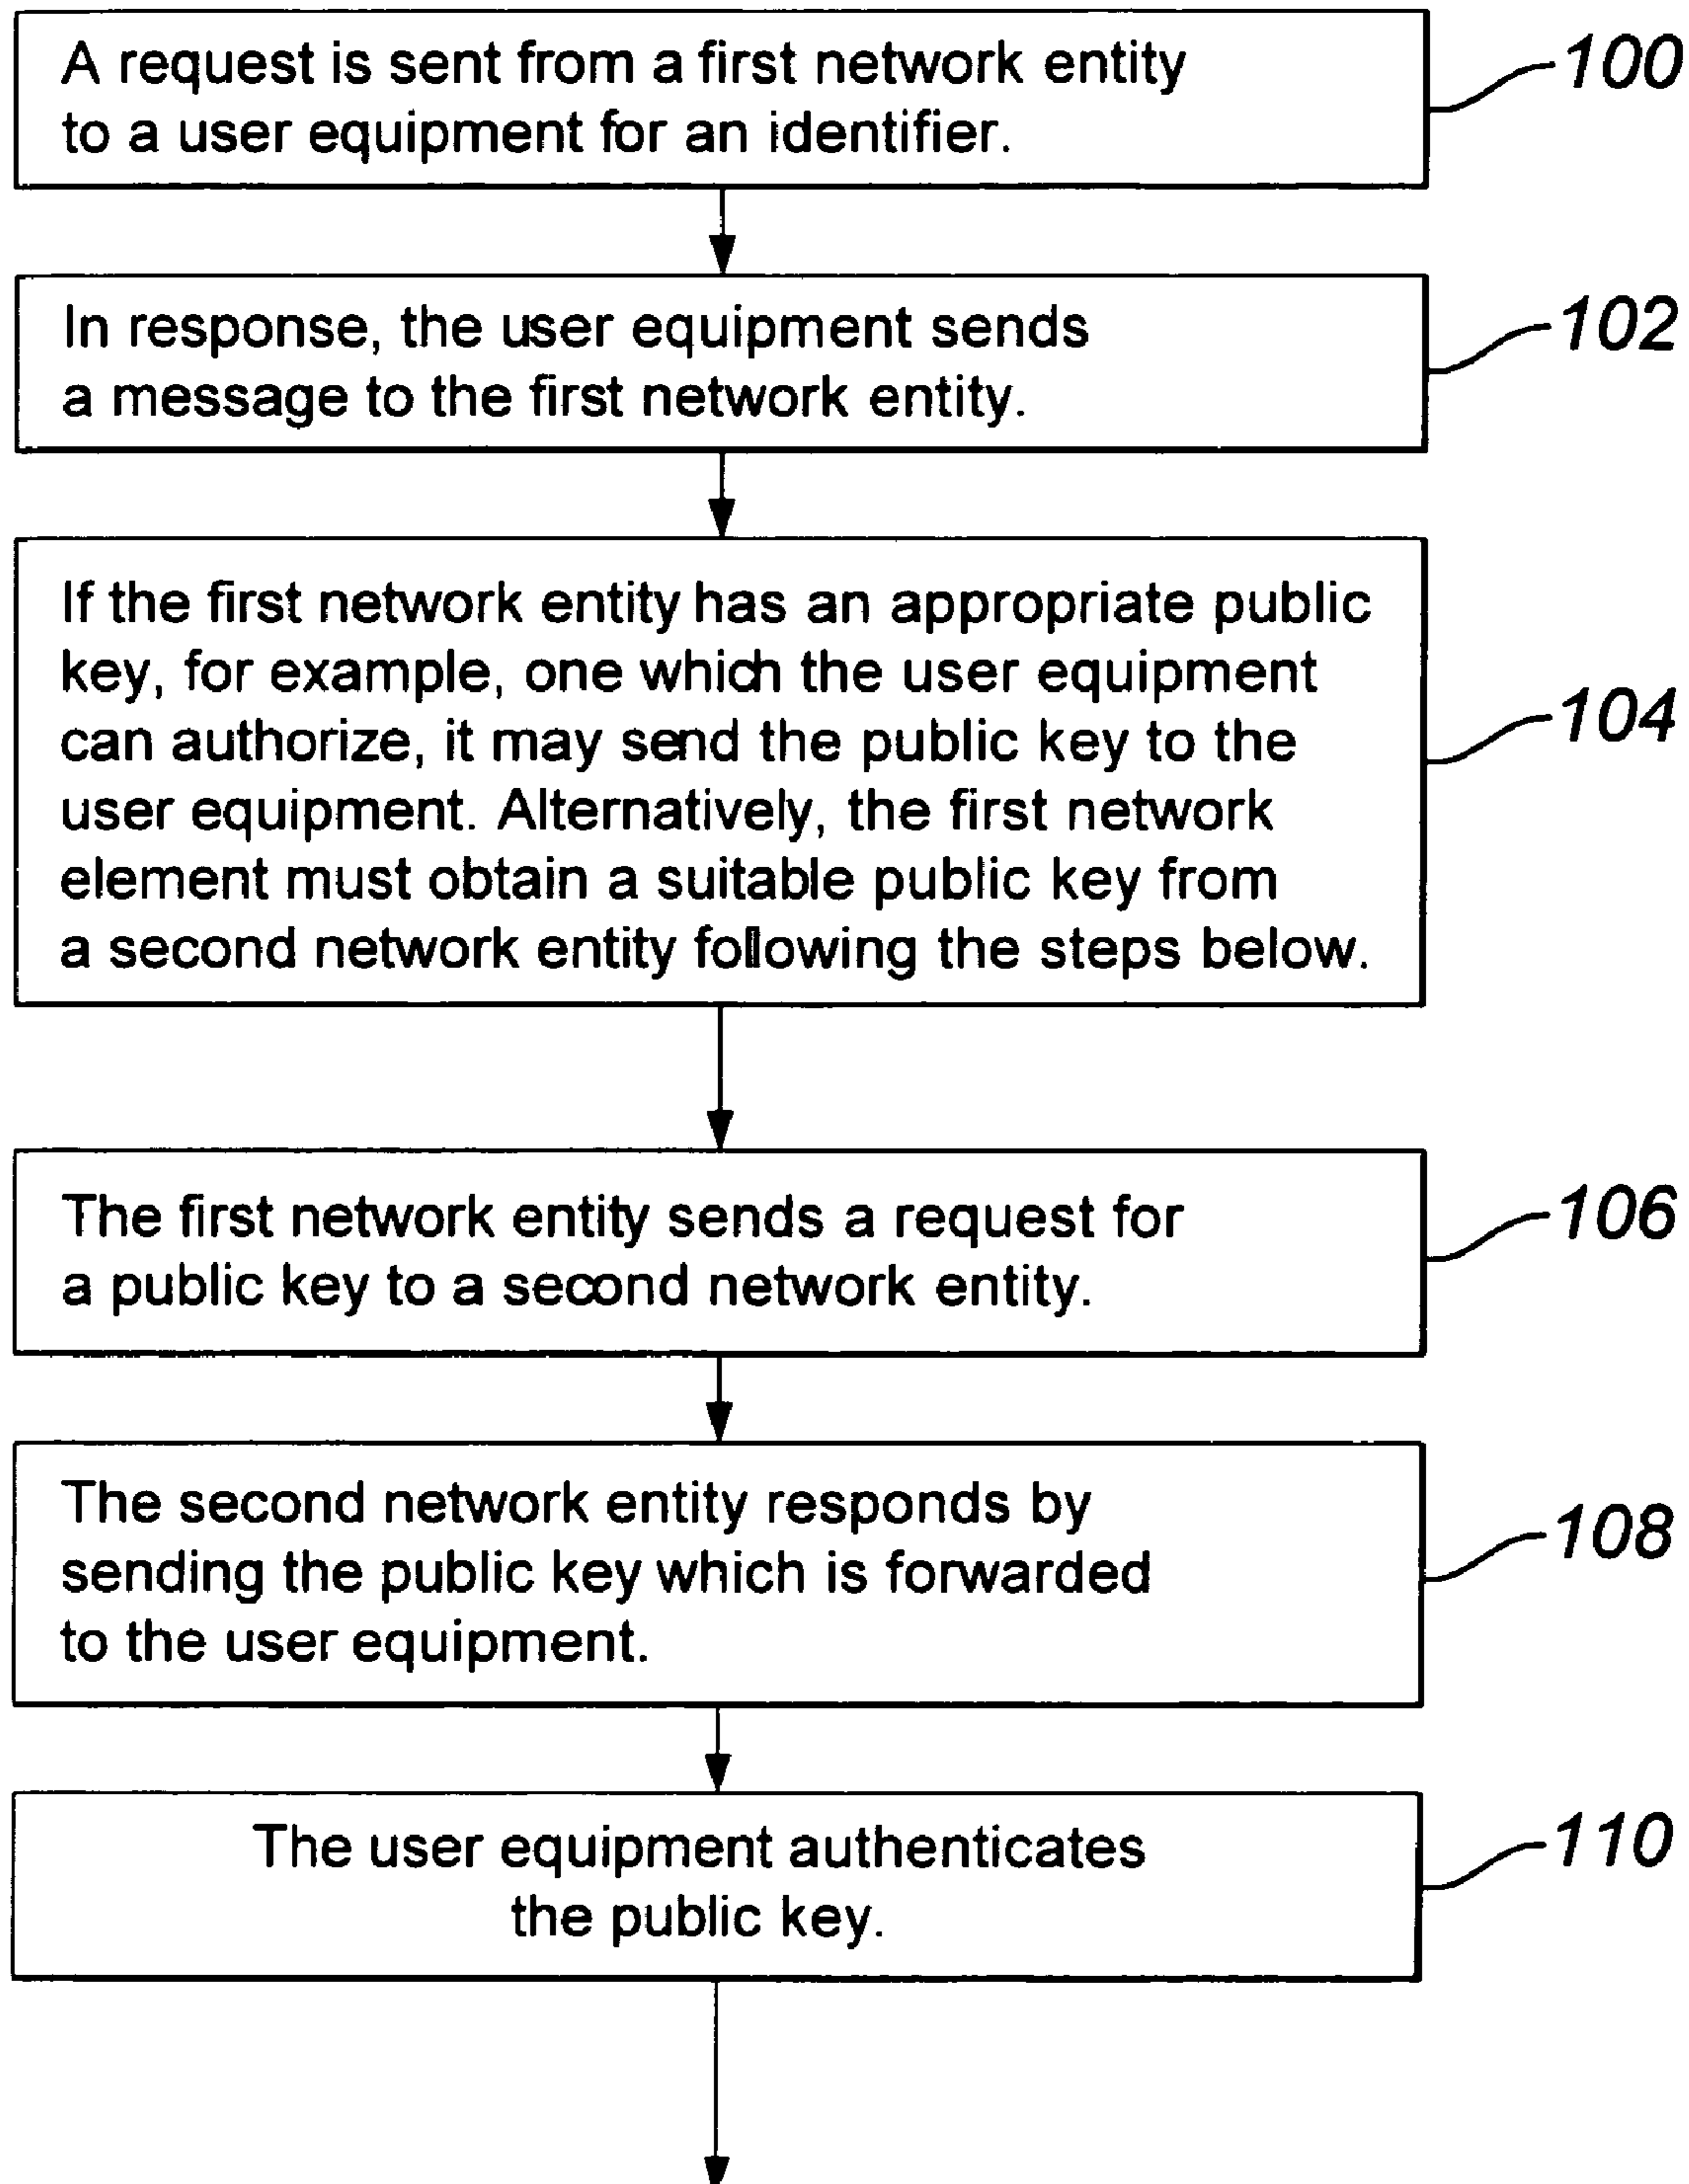 A request is sent from a first network entity
to a user equipment for an identifier.
100
In response, the user equipment sends
a message to the first network entity.
102
If the first network entity has an appropriate public
key, for example, one which the user equipment
can authorize, it may send the public key to the
user equipment. Alternatively, the first network
element must obtain a suitable public key from
a second network entity following the steps below.
104
The first network entity sends a request for
a public key to a second network entity.
106
The second network entity responds by
sending the public key which is forwarded
to the user equipment.
108
The user equipment authenticates
the public key.
110